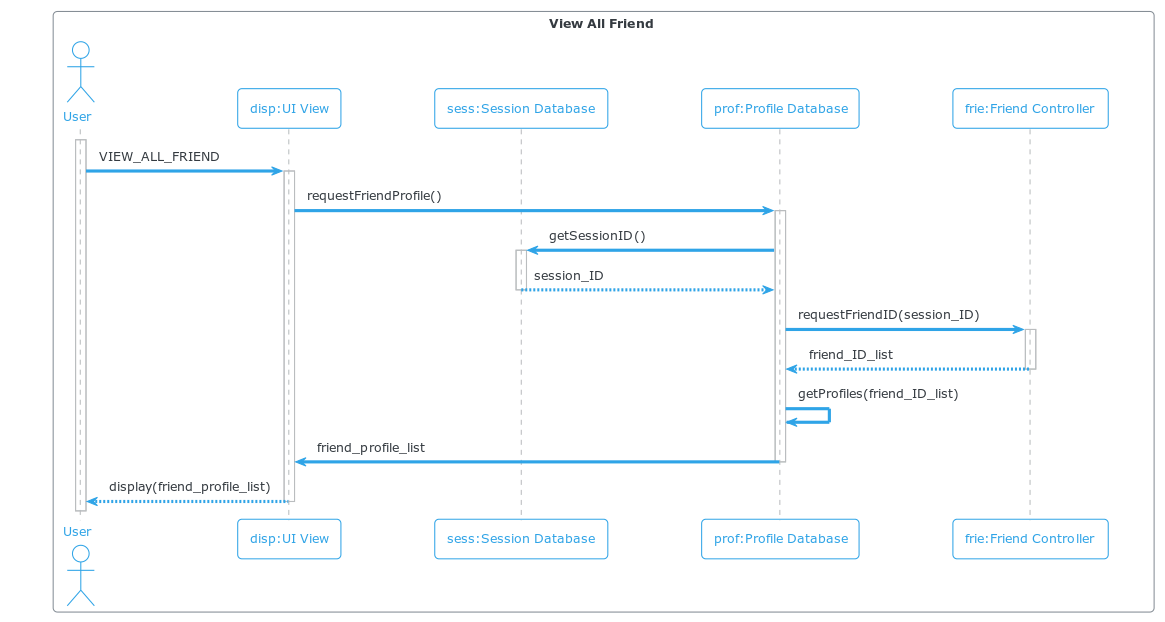 View All Friend
User
disp:UI View
sess:Session Database
prof:Profile Database
frie:Friend Controller
VIEW_ALL_FRIEND
requestFriendProfile()
getSessionID()
session_ID
requestFriendID(session_ID)
friend_ID_list
getProfiles(friend_ID_list)
friend_profile_list
display(friend_profile_list)
User
disp:UI View
sess:Session Database
prof:Profile Database
frie:Friend Controller